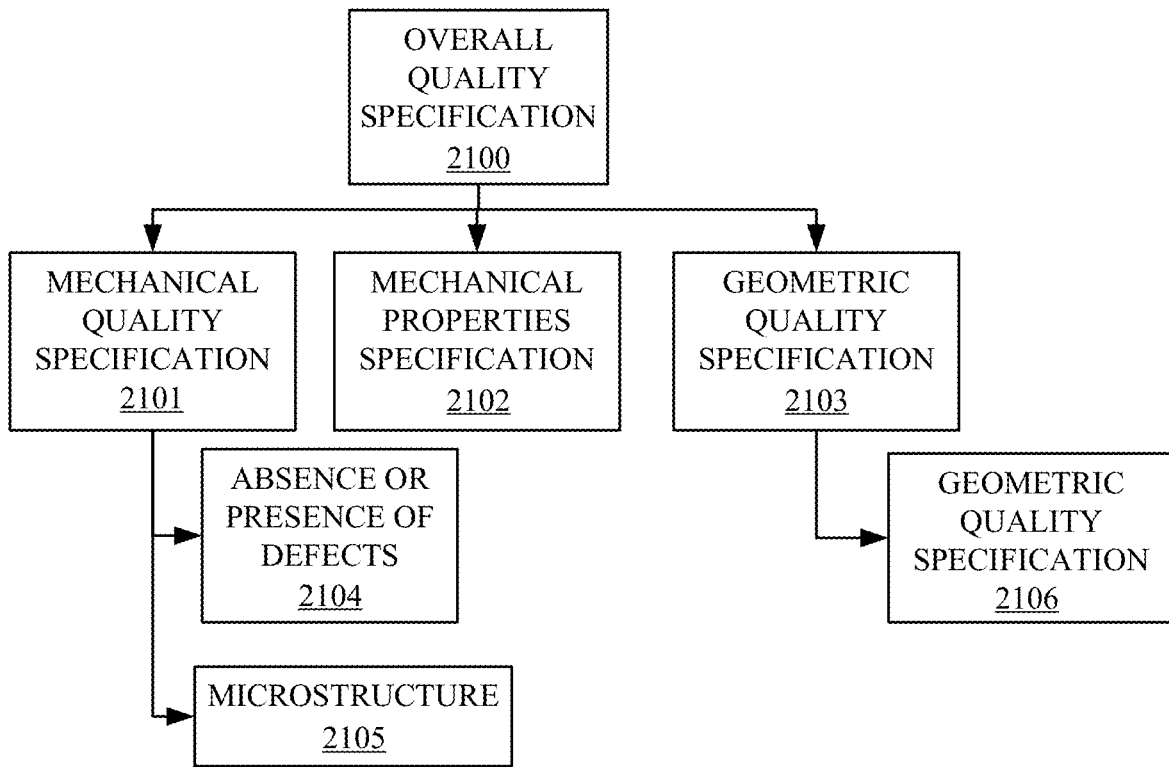 OVERALL
QUALITY
SPECIFICATION
2100
MECHANICAL
QUALITY
SPECIFICATION
2101
MECHANICAL
PROPERTIES
SPECIFICATION
2102
GEOMETRIC
QUALITY
SPECIFICATION
2103
ABSENCE OR
PRESENCE OF
DEFECTS
2104
GEOMETRIC
QUALITY
SPECIFICATION
2106
MICROSTRUCTURE
2105